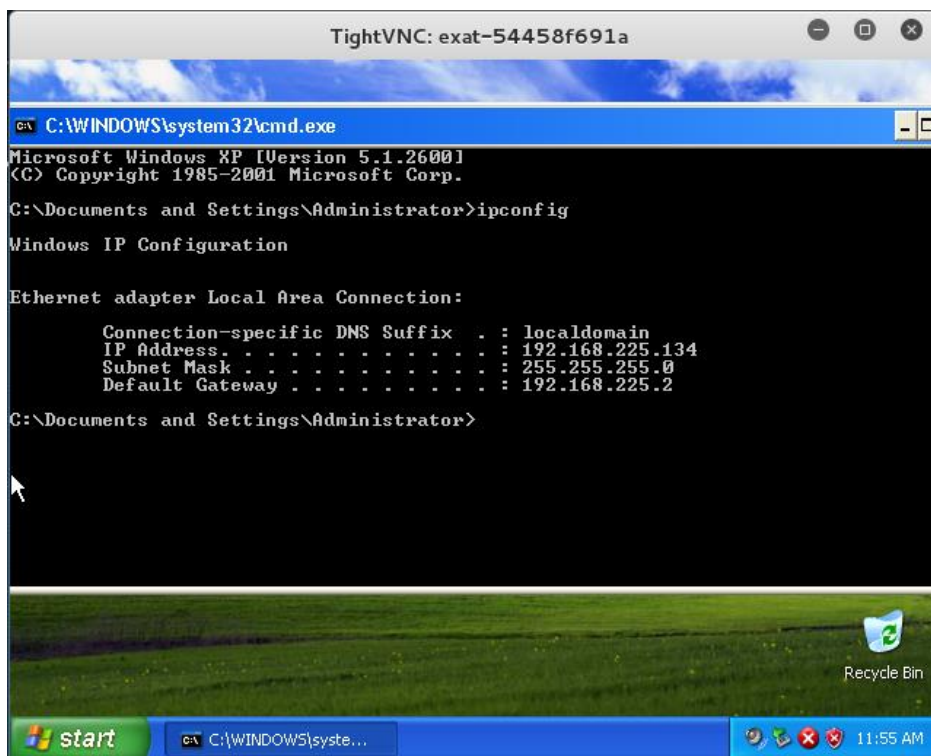 TightVNC: exat-54458f691a
C:\WINDOWS\system32\cmd.exe
Microsoft Windows XP [Version 5.1.2600]
(C) Copyright 1985-2001 Microsoft Corp.
C:\Documents and Settings\Administrator>ipconfig
Windows IP Configuration
Ethernet adapter Local Area Connection:
Connection-specific DNS Suffix . : localdomain
IP Address. . . . . . . . . . . . : 192.168.225.134
Subnet Mask . . . . . . . . . . . : 255.255.255.0
Default Gateway . . . . . . . . . : 192.168.225.2
C:\Documents and Settings\Administrator>
Recycle Bin
start
C:\WINDOWS\syste...
11:55 AM